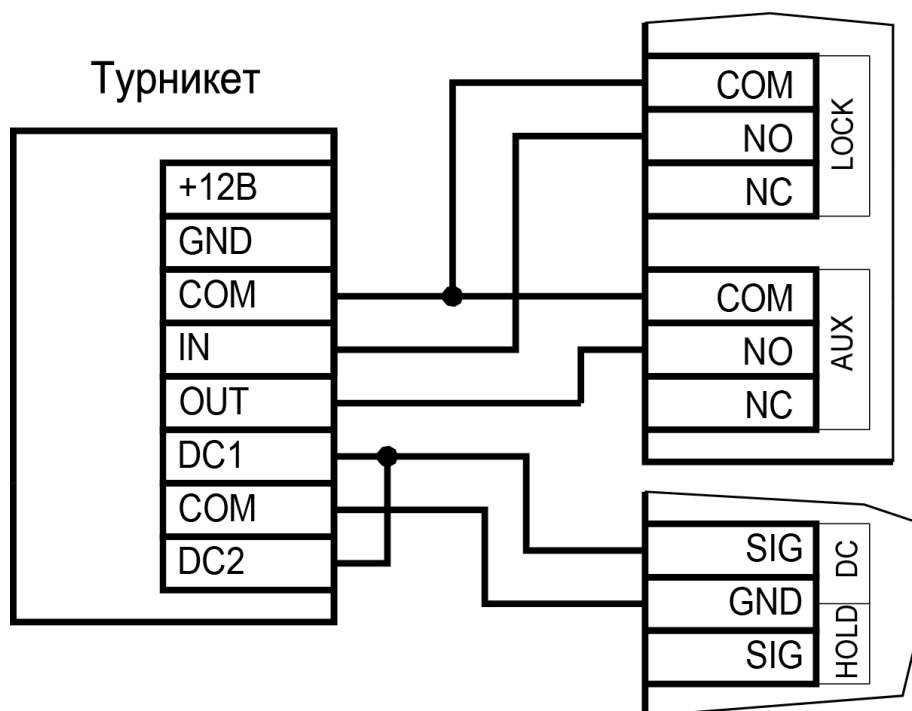 Турникет
+12В
GND
COM
IN
OUT
DC1
COM
DC2
COM
NO
NC
LOCK
COM
NO
NC
AUX
SIG
GND
SIG
DC
HOLD